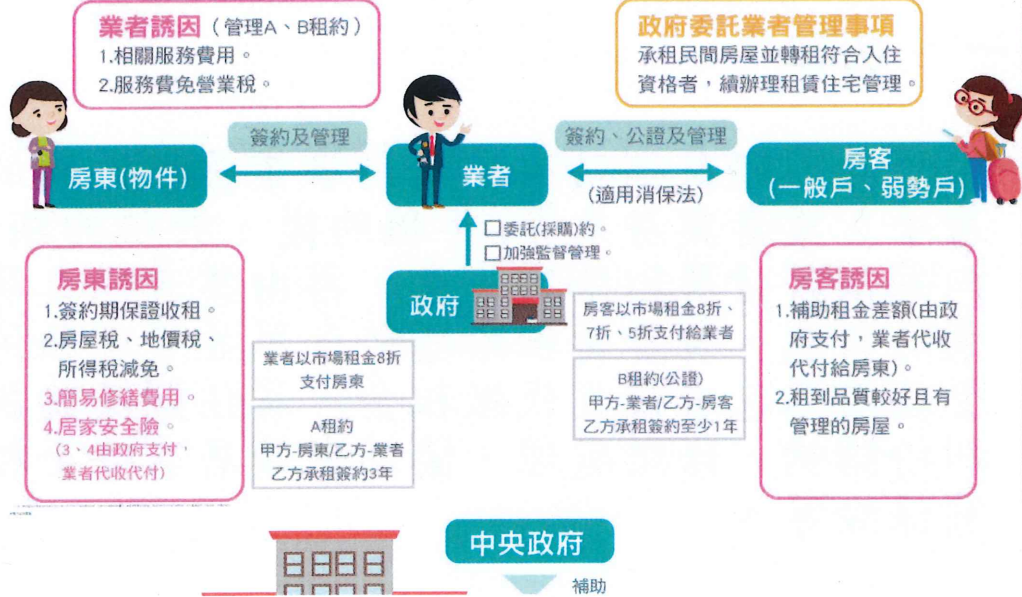 業者誘因（管理A、B租約）
1.相關服務費用。
2.服務費免營業稅。
政府委託業者管理事項
承租民間房屋並轉租符合入住
資格者，續辦理租賃住宅管理。
簽約及管理
簽約、公證及管理
房東(物件)
業者
(適用消保法)
房客
(一般戶、弱勢戶)
□委託(採購)約。
□加強監督管理。
政府
房東誘因
1.簽約期保證收租。
2.房屋稅、地價稅、
所得稅減免。
3.簡易修繕費用。
4.居家安全險。
(3、4由政府支付，
業者代收代付)
業者以市場租金8折
支付房東
A租約
甲方-房東/乙方-業者
乙方承租簽約3年
房客以市場租金8折、
7折、5折支付給業者
B租約(公證)
甲方-業者/乙方-房客
乙方承租簽約至少1年
房客誘因
1.補助租金差額(由政
府支付，業者代收
代付給房東)。
2.租到品質較好且有
管理的房屋。
中央政府
補助